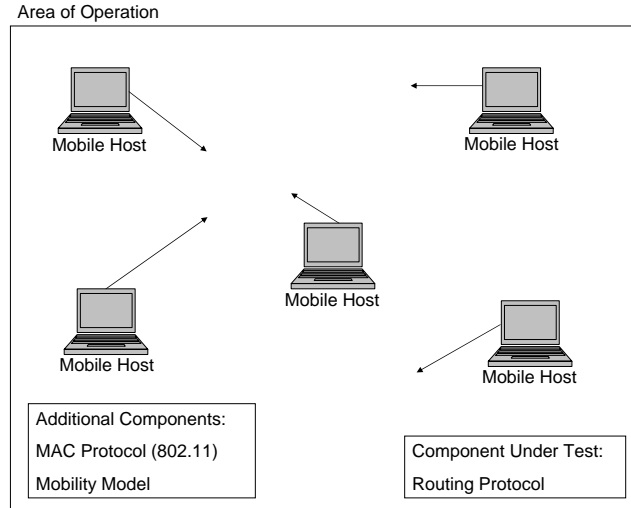 Area of Operation
Mobile Host
Mobile Host
Mobile Host
Mobile Host
Mobile Host
Additional Components:
MAC Protocol (802.11)
Mobility Model
Component Under Test:
Routing Protocol